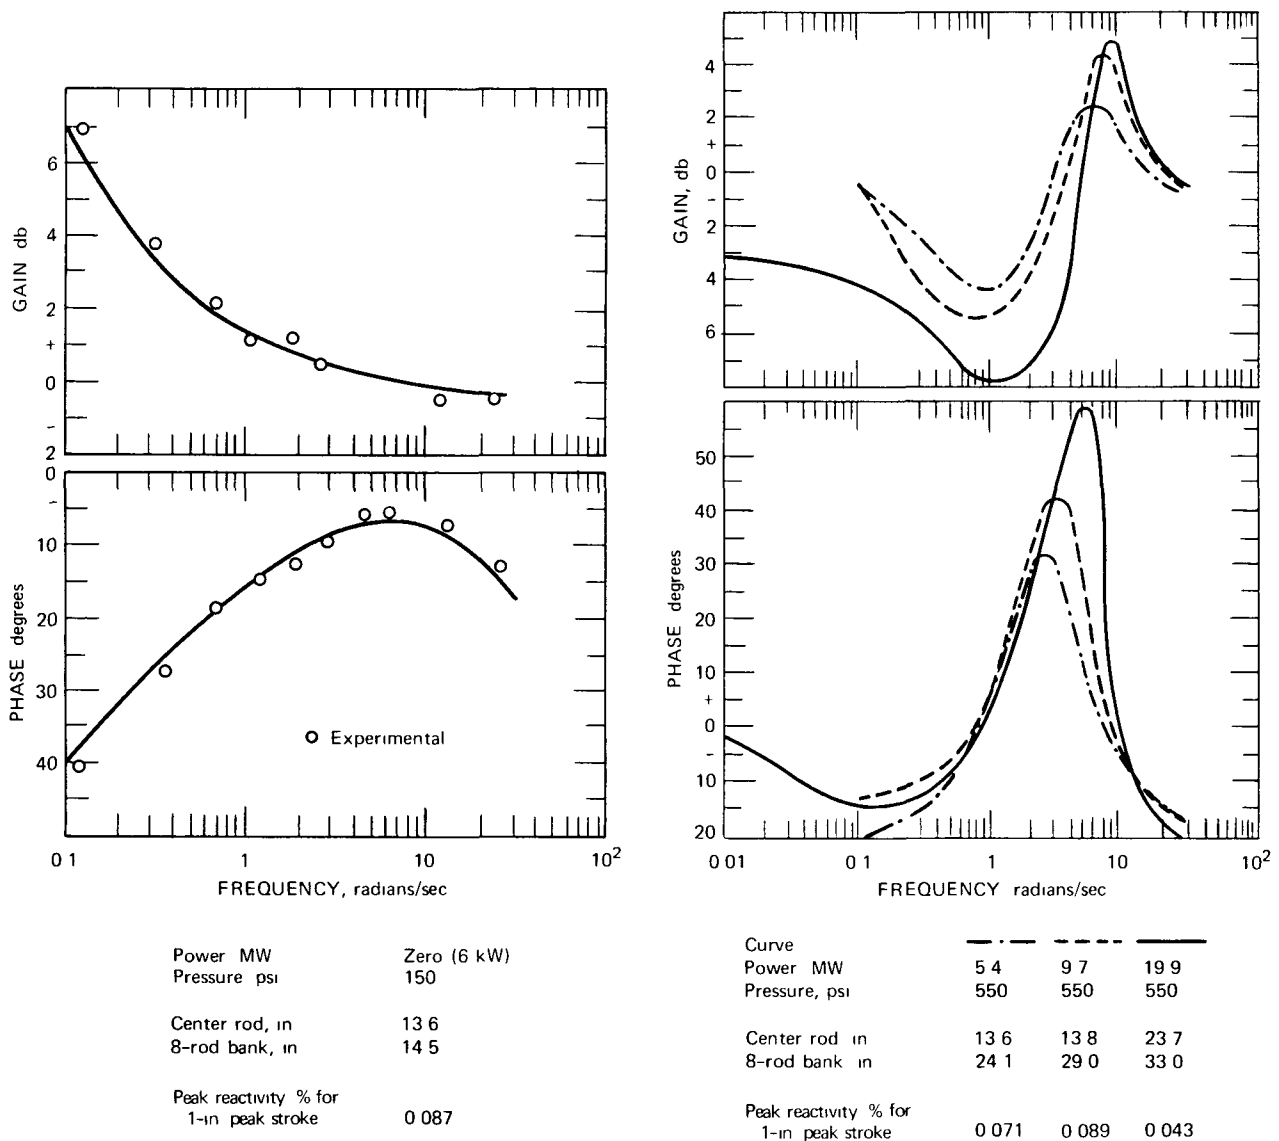 6
4
2
+
0
-
2
GAIN db
0
-
10
20
30
40
PHASE degrees
Experimental
0 1
1
10
10²
FREQUENCY, radians/sec
Power MW Zero (6 kW)
Pressure psi 150
Center rod, in 13 6
8-rod bank, in 14 5
Peak reactivity % for
1-in peak stroke 0 087
4
2
+
0
-
2
4
6
GAIN, db
50
40
30
20
10
+
0
-
10
20
PHASE degrees
0 01
0 1
1
10
10²
FREQUENCY radians/sec
Curve
Power MW 5 4 9 7 19 9
Pressure, psi 550 550 550
Center rod in 13 6 13 8 23 7
8-rod bank in 24 1 29 0 33 0
Peak reactivity % for
1-in peak stroke 0 071 0 089 0 043